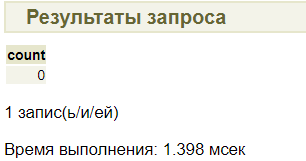 Результаты запроса
count
0
1 запис(ь/и/ей)
Время выполнения: 1.398 мсек